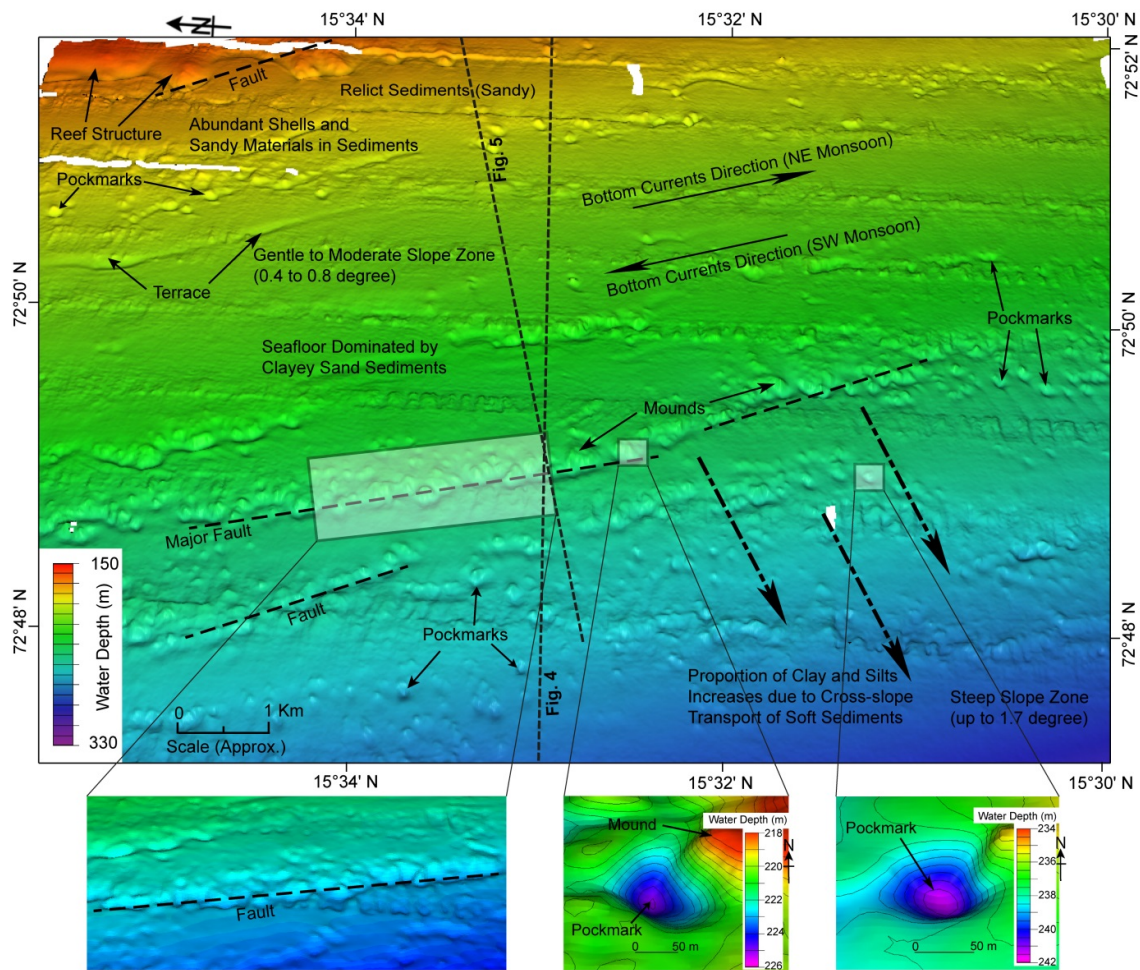 N
15°34' N
15°32' N
15°30' N
72°52' N
Fault
Relict Sediments (Sandy)
Reef Structure
Abundant Shells and
Sandy Materials in Sediments
Fig. 5
Bottom Currents Direction (NE Monsoon)
Pockmarks
Bottom Currents Direction (SW Monsoon)
Gentle to Moderate Slope Zone
(0.4 to 0.8 degree)
Terrace
72°50' N
72°50' N
Pockmarks
Seafloor Dominated by
Clayey Sand Sediments
Mounds
Major Fault
150
Water Depth (m)
330
Fault
72°48' N
72°48' N
Pockmarks
Fig. 4
Proportion of Clay and Silts
Increases due to Cross-slope
Transport of Soft Sediments
Steep Slope Zone
(up to 1.7 degree)
0 1 Km
Scale (Approx.)
15°34' N
15°32' N
15°30' N
Fault
Mound
Pockmark
Water Depth (m)
218
220
222
224
226
N
0 50 m
Pockmark
Water Depth (m)
234
236
238
240
242
N
0 50 m